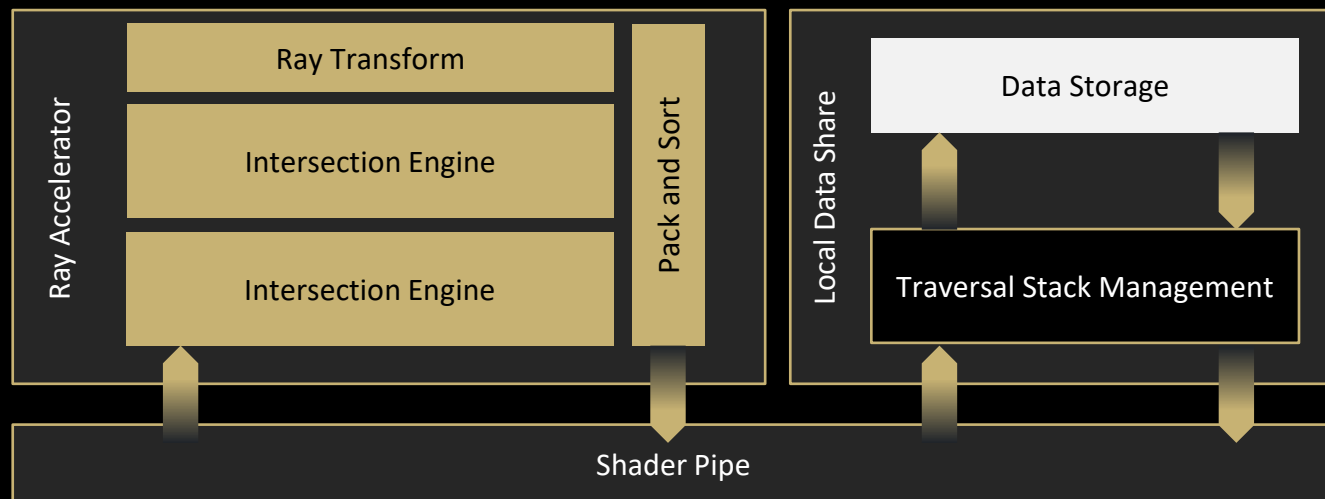 Ray Accelerator
Ray Transform
Intersection Engine
Intersection Engine
Pack and Sort
Local Data Share
Data Storage
Traversal Stack Management
Shader Pipe